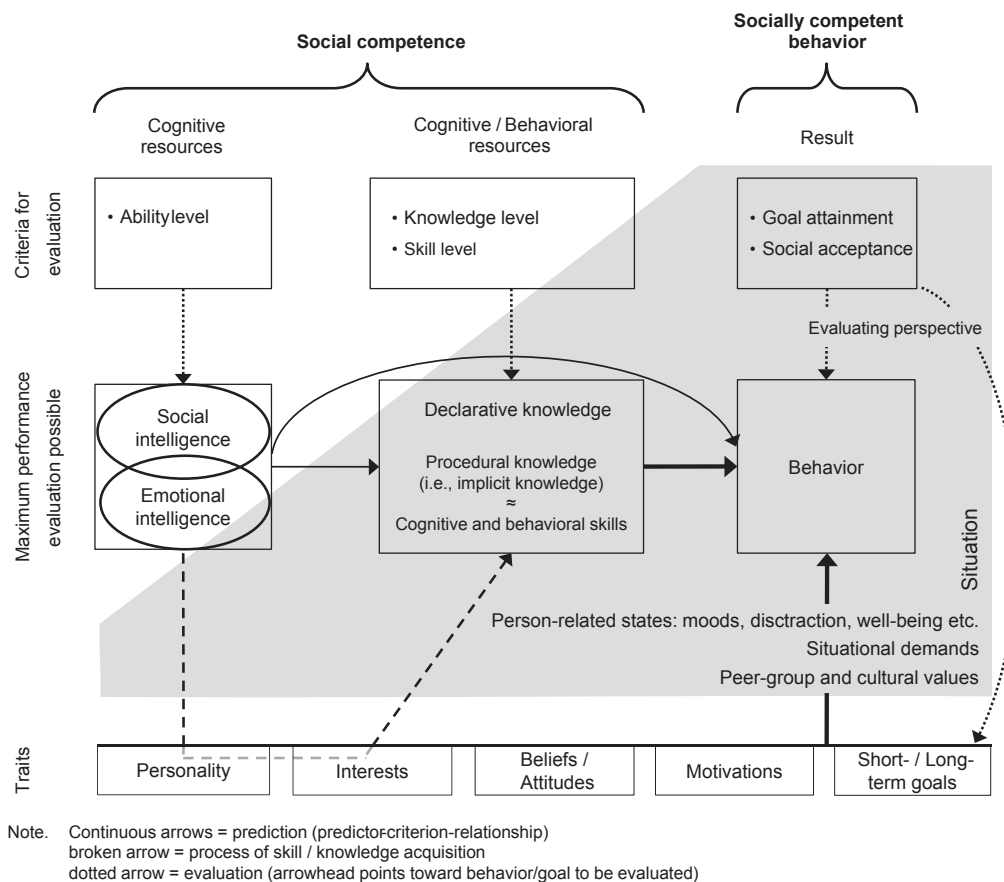 Social competence
Socially competent
behavior
Cognitive
resources
Cognitive / Behavioral
resources
Result
Criteria for
evaluation
• Ability level
• Knowledge level
• Skill level
• Goal attainment
• Social acceptance
Evaluating perspective
Maximum performance
evaluation possible
Social
intelligence
Emotional
intelligence
Declarative knowledge
Procedural knowledge
(i.e., implicit knowledge)
≈
Cognitive and behavioral skills
Behavior
Situation
Person-related states: moods, disctraction, well-being etc.
Situational demands
Peer-group and cultural values
Traits
Personality
Interests
Beliefs /
Attitudes
Motivations
Short- / Long-
term goals
Note. Continuous arrows = prediction (predictor-criterion-relationship)
broken arrow = process of skill / knowledge acquisition
dotted arrow = evaluation (arrowhead points toward behavior/goal to be evaluated)